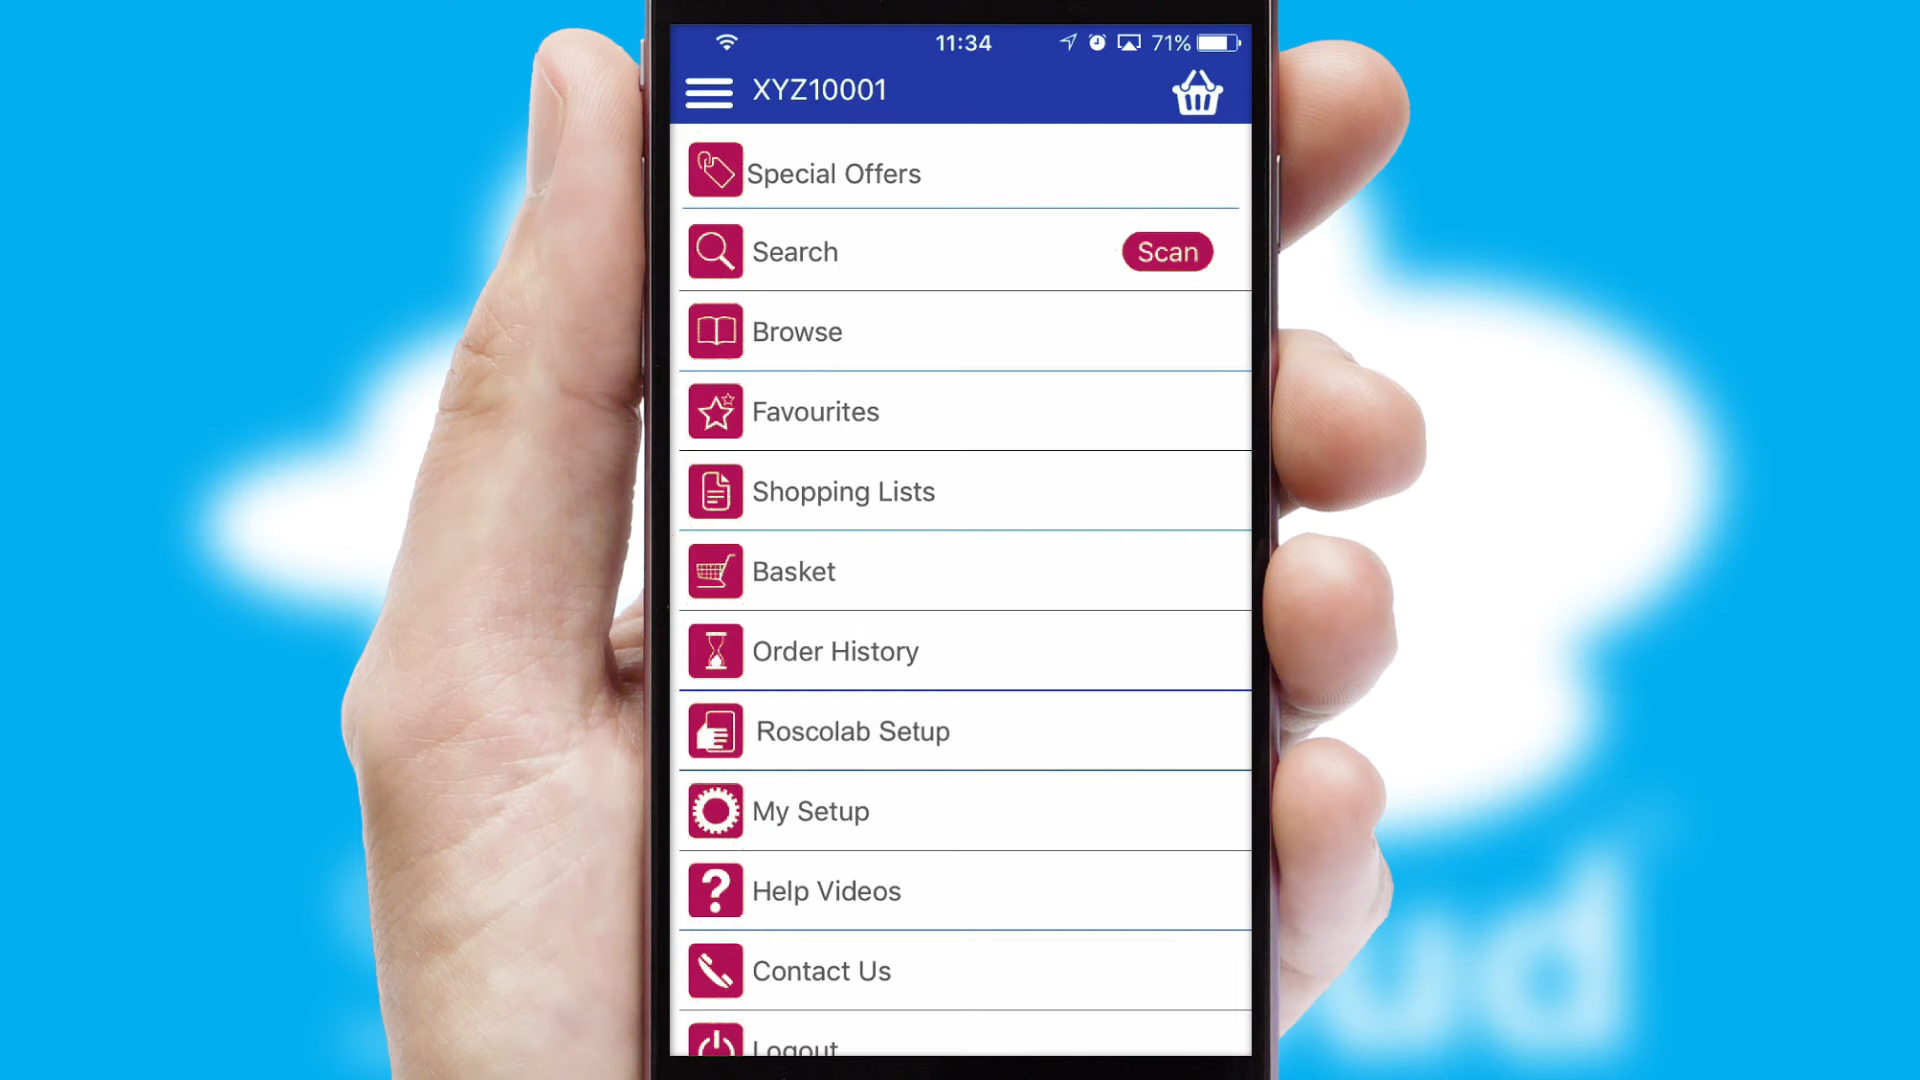 11:34
71%
XYZ10001
Special Offers
Search
Scan
Browse
Favourites
Shopping Lists
Basket
Order History
Roscolab Setup
My Setup
Help Videos
Contact Us
Logout